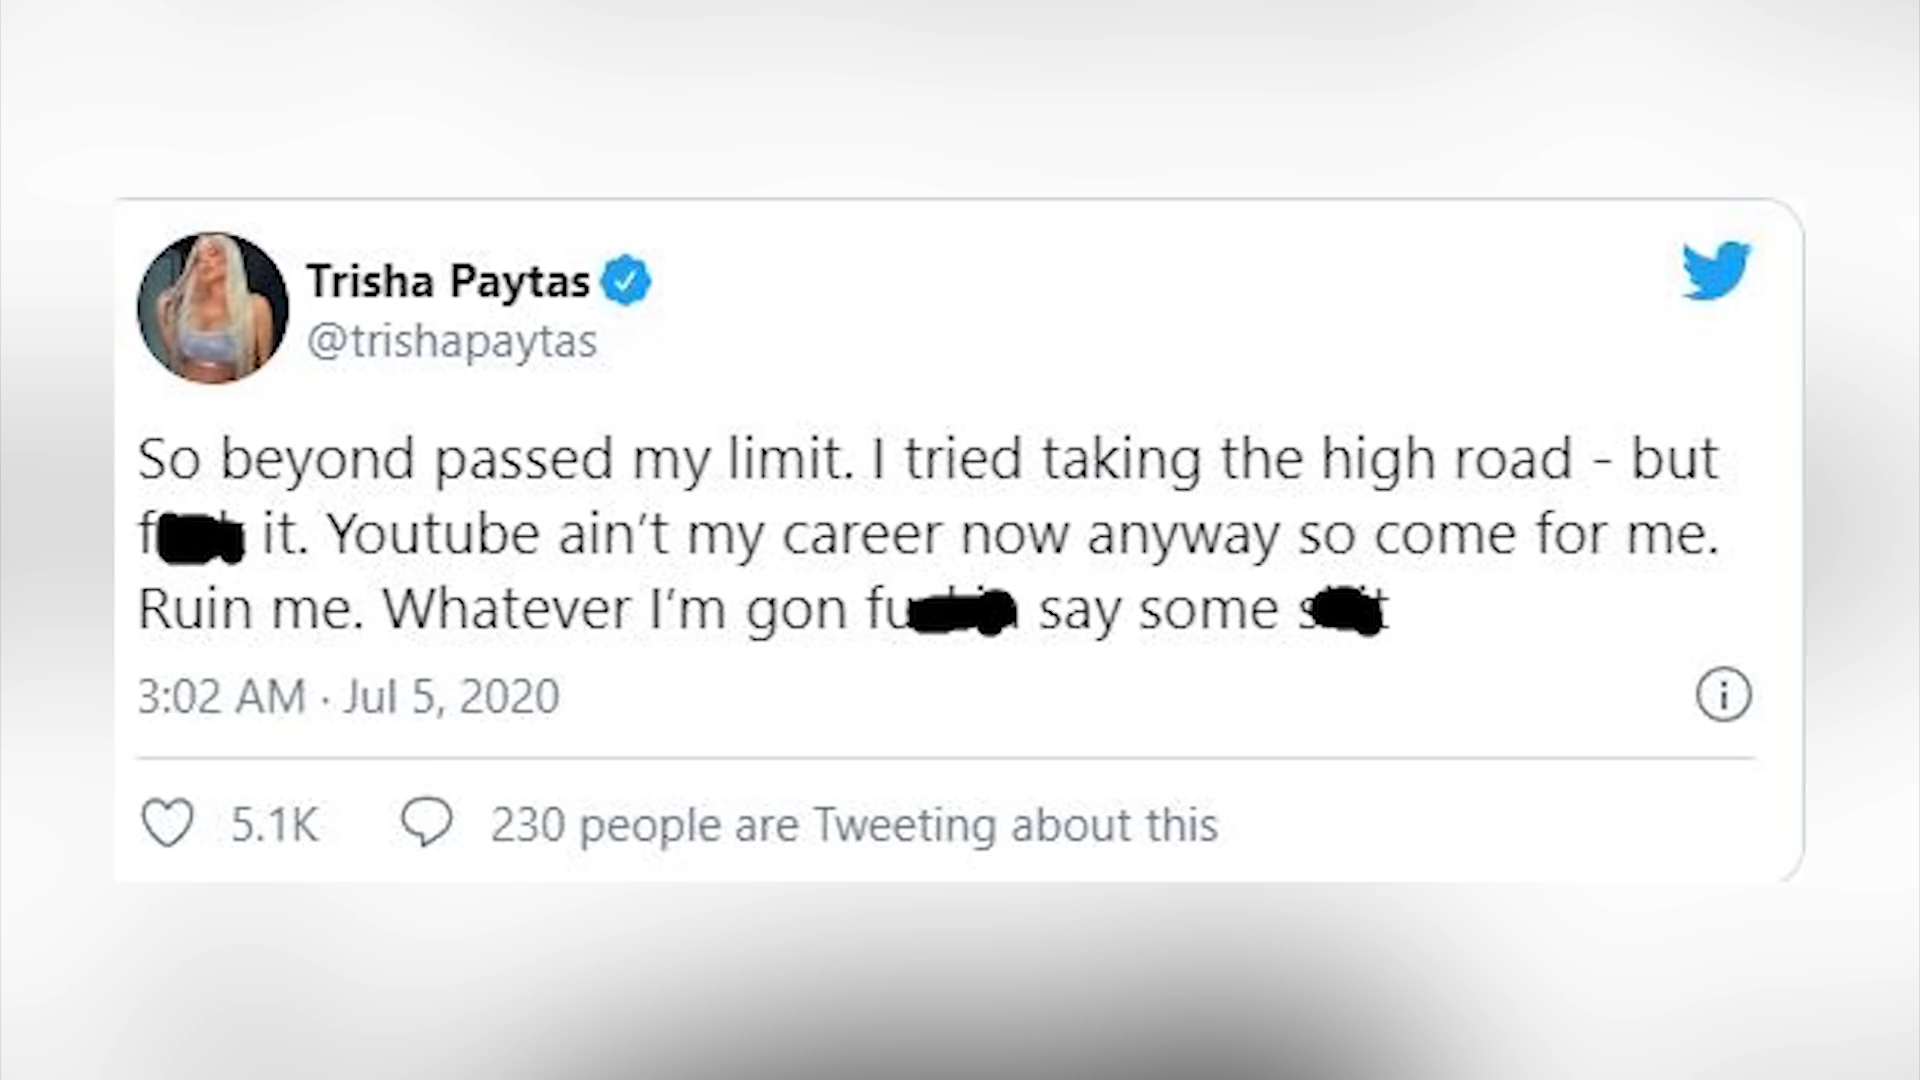 Trisha Paytas
@trishapaytas
So beyond passed my limit. I tried taking the high road - but
it. Youtube ain't my career now anyway so come for me.
Ruin me. Whatever I'm gon say some
3:02 AM · Jul 5, 2020
5.1K 230 people are Tweeting about this